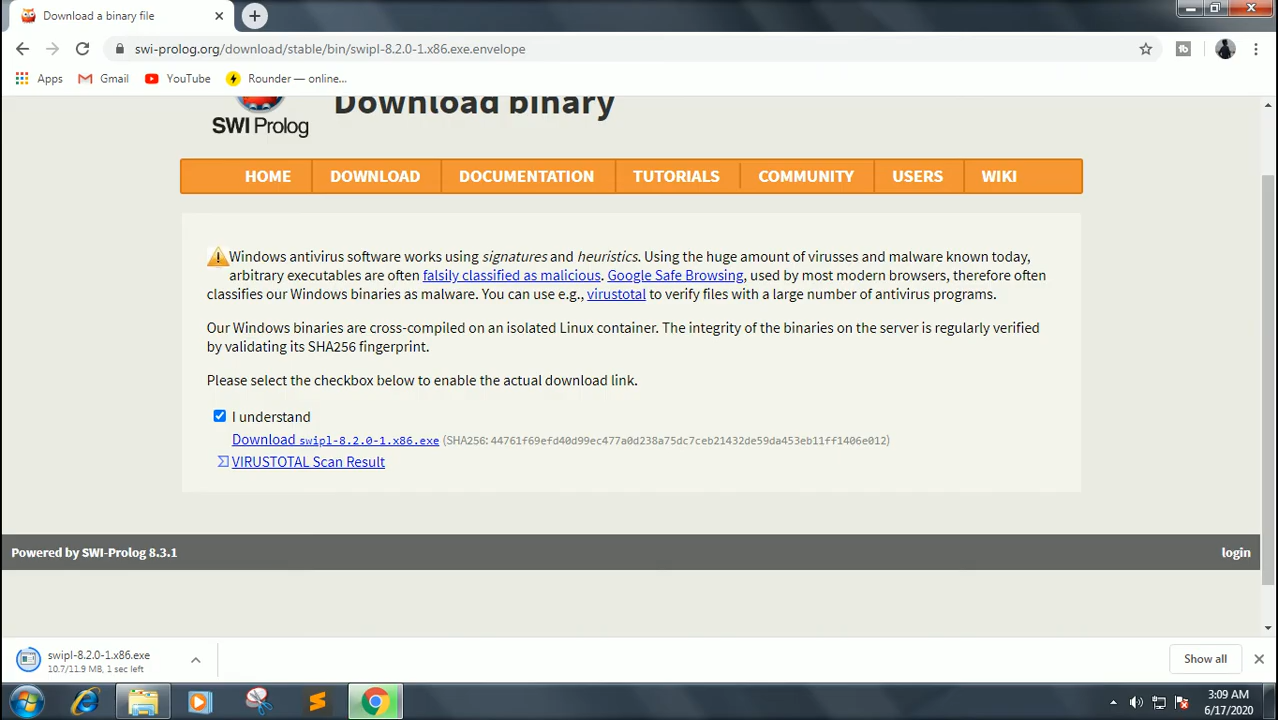 Download a binary file
swi-prolog.org/download/stable/bin/swipl-8.2.0-1.x86.exe.envelope
Apps Gmail YouTube Rounder — online...
SWI Prolog
Download binary
HOME DOWNLOAD DOCUMENTATION TUTORIALS COMMUNITY USERS WIKI
Windows antivirus software works using signatures and heuristics. Using the huge amount of virusses and malware known today,
arbitrary executables are often falsily classified as malicious. Google Safe Browsing, used by most modern browsers, therefore often
classifies our Windows binaries as malware. You can use e.g., virustotal to verify files with a large number of antivirus programs.
Our Windows binaries are cross-compiled on an isolated Linux container. The integrity of the binaries on the server is regularly verified
by validating its SHA256 fingerprint.
Please select the checkbox below to enable the actual download link.
I understand
Download swipl-8.2.0-1.x86.exe (SHA256: 44761f69efd40d99ec477a0d238a75dc7ceb21432de59da453eb11ff1406e012)
VIRUSTOTAL Scan Result
Powered by SWI-Prolog 8.3.1 login
swipl-8.2.0-1.x86.exe
10.7/11.9 MB, 1 sec left
Show all
3:09 AM
6/17/2020